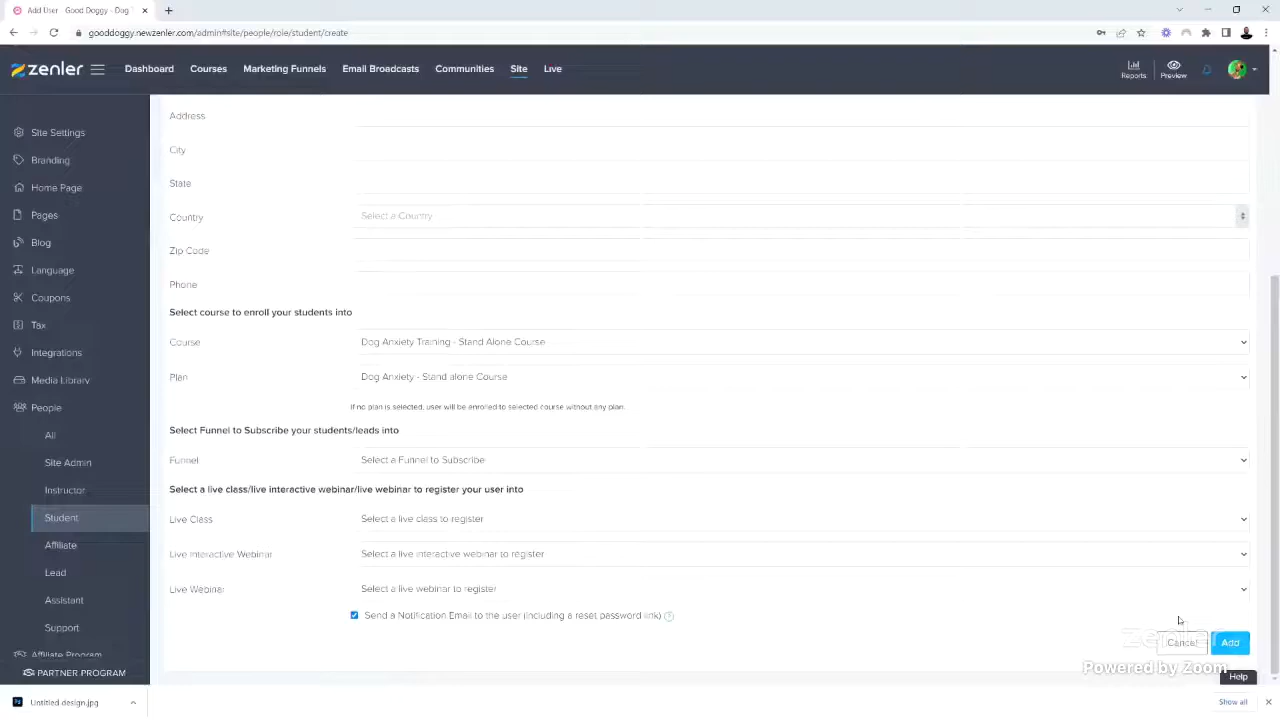 Add User - Good Doggy - Dog
gooddoggy.newzenler.com/admin#site/people/role/student/create
zenler
Dashboard
Courses
Marketing Funnels
Email Broadcasts
Communities
Site
Live
Reports
Preview
Site Settings
Branding
Home Page
Pages
Blog
Language
Coupons
Tax
Integrations
Media Library
People
All
Site Admin
Instructor
Student
Affiliate
Lead
Assistant
Support
Affiliate Program
PARTNER PROGRAM
Address
City
State
Country
Select a Country
Zip Code
Phone
Select course to enroll your students into
Course
Dog Anxiety Training - Stand Alone Course
Plan
Dog Anxiety - Stand alone Course
If no plan is selected, user will be enrolled to selected course without any plan.
Select Funnel to Subscribe your students/leads into
Funnel
Select a Funnel to Subscribe
Select a live class/live interactive webinar/live webinar to register your user into
Live Class
Select a live class to register
Live Interactive Webinar
Select a live interactive webinar to register
Live Webinar
Select a live webinar to register
Send a Notification Email to the user (including a reset password link) ?
zenler
Cancel
Add
Powered by Zoom
Help
Untitled design.jpg
Show all